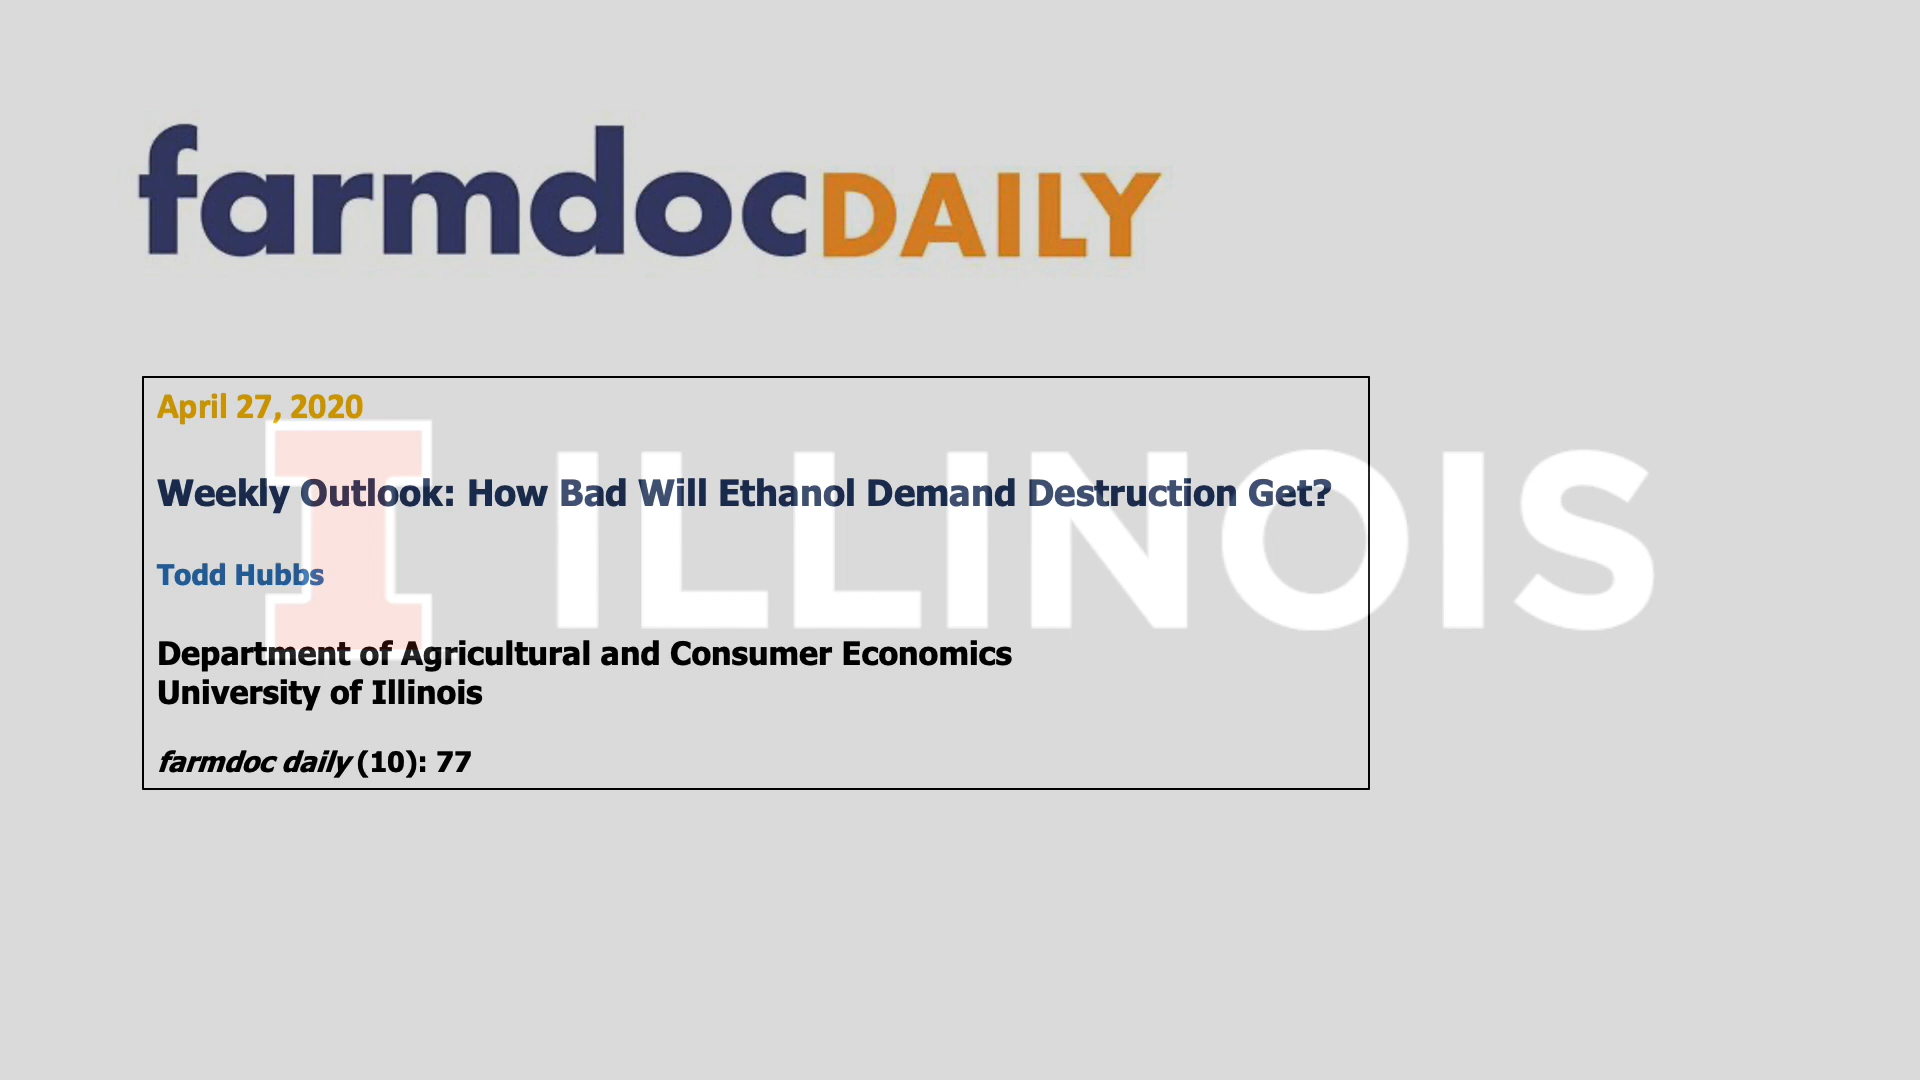 farmdocDAILY
April 27, 2020
Weekly Outlook: How Bad Will Ethanol Demand Destruction Get?
I ILLINOIS
Todd Hubbs
Department of Agricultural and Consumer Economics
University of Illinois
farmdoc daily (10): 77